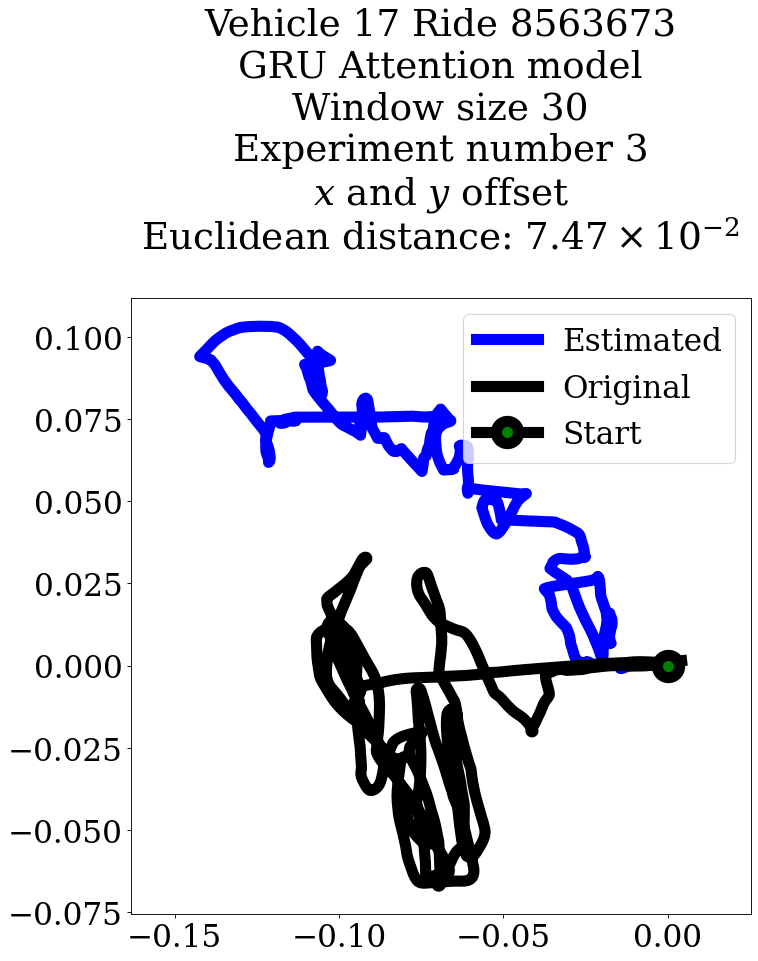 Vehicle 17 Ride 8563673
GRU Attention model
Window size 30
Experiment number 3
x and y offset
Euclidean distance: 7.47 × 10⁻²
Estimated
Original
Start
0.100
0.075
0.050
0.025
0.000
−0.025
−0.050
−0.075
−0.15
−0.10
−0.05
0.00